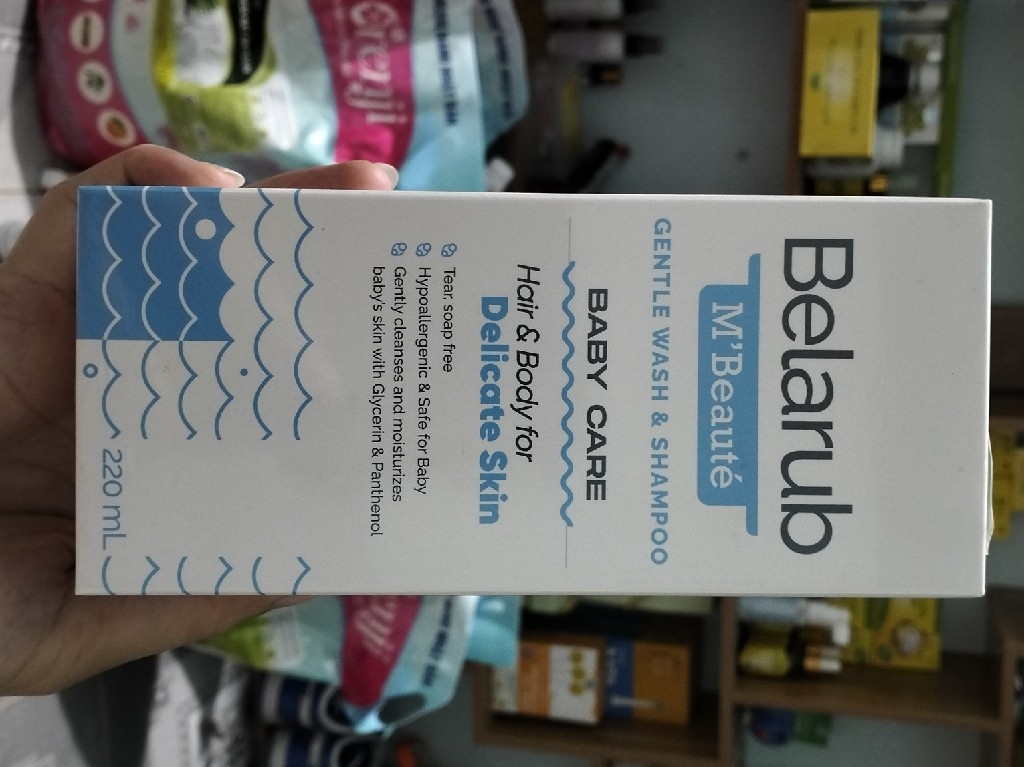 Belarub
M'Beauté
GENTLE WASH & SHAMPOO
BABY CARE
Hair & Body for
Delicate Skin
Tear, soap free
Hypoallergenic & Safe for Baby
Gently cleanses and moisturizes
baby's skin with Glycerin & Panthenol
220 mL
Orenji